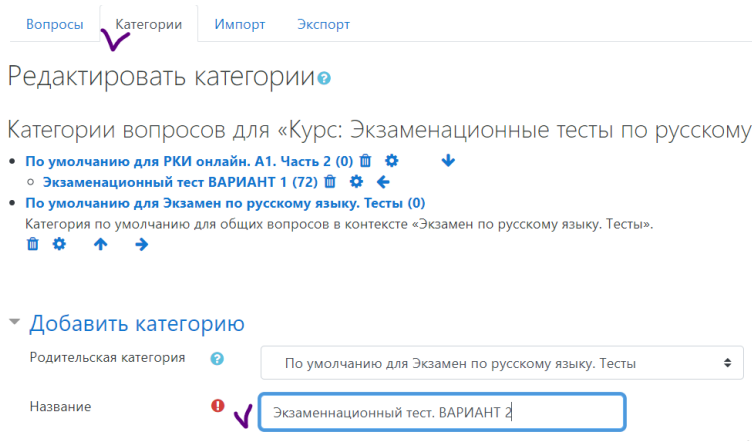 Вопросы Категории Импорт Экспорт
Редактировать категории
Категории вопросов для «Курс: Экзаменационные тесты по русскому
По умолчанию для РКИ онлайн. А1. Часть 2 (0)
Экзаменационный тест ВАРИАНТ 1 (72)
По умолчанию для Экзамен по русскому языку. Тесты (0)
Категория по умолчанию для общих вопросов в контексте «Экзамен по русскому языку. Тесты».
Добавить категорию
Родительская категория По умолчанию для Экзамен по русскому языку. Тесты
Название Экзаменнационный тест. ВАРИАНТ 2